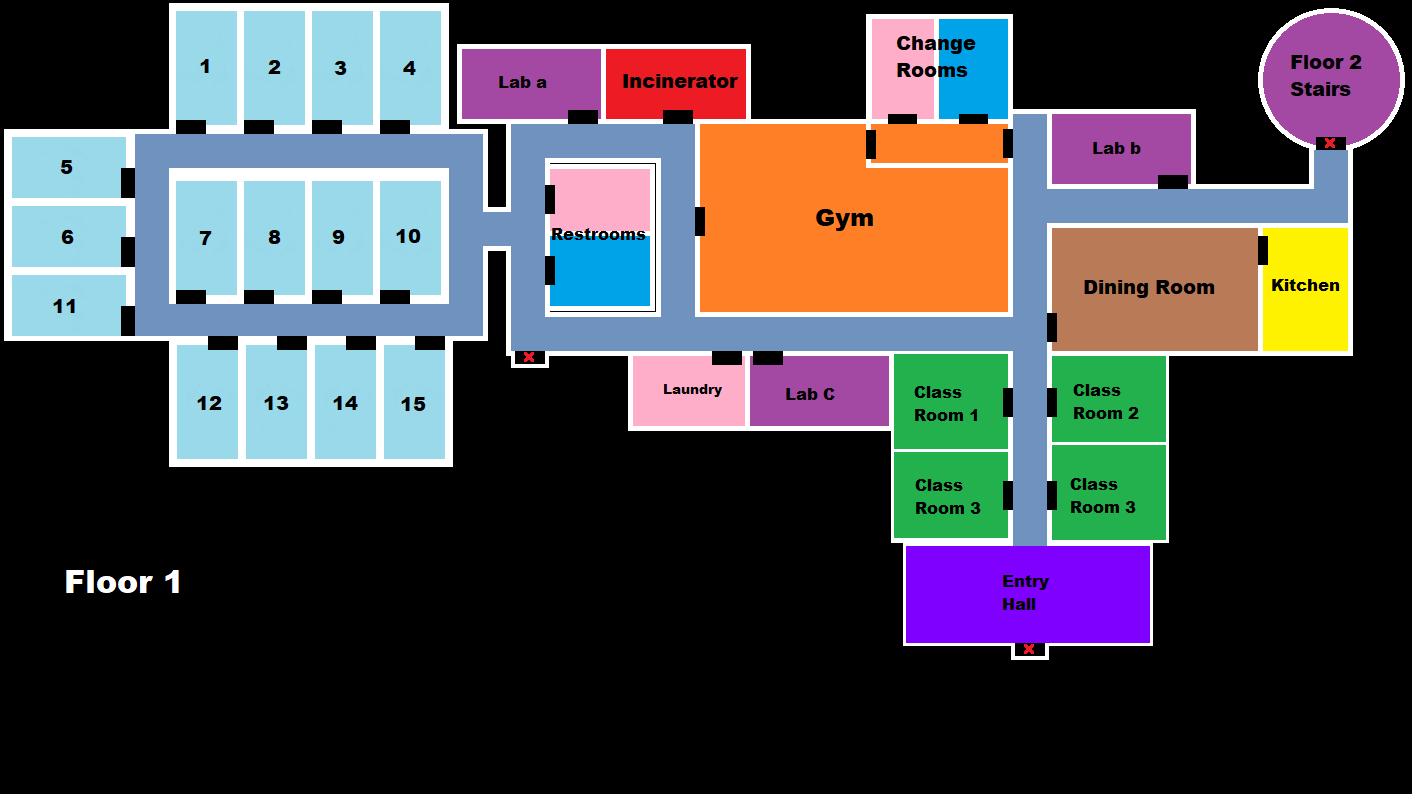 1
2
3
4
Lab a
Incinerator
Change
Rooms
Floor 2
Stairs
5
6
11
7
8
9
10
Restrooms
Gym
Lab b
Dining Room
Kitchen
12
13
14
15
Laundry
Lab C
Class
Room 1
Class
Room 2
Class
Room 3
Class
Room 3
Entry
Hall
Floor 1